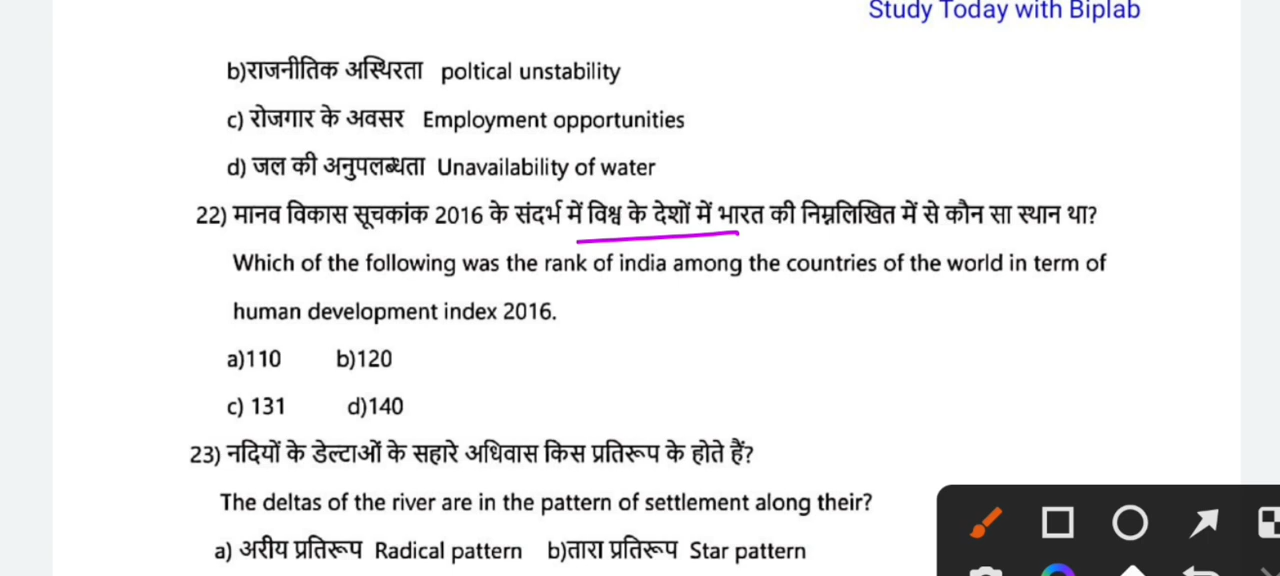 Study Today with Biplab
b)राजनीतिक अस्थिरता poltical unstability
c) रोजगार के अवसर Employment opportunities
d) जल की अनुपलब्धता Unavailability of water
22) मानव विकास सूचकांक 2016 के संदर्भ में विश्व के देशों में भारत की निम्नलिखित में से कौन सा स्थान था?
Which of the following was the rank of india among the countries of the world in term of
human development index 2016.
a)110 b)120
c) 131 d)140
23) नदियों के डेल्टाओं के सहारे अधिवास किस प्रतिरूप के होते हैं?
The deltas of the river are in the pattern of settlement along their?
a) अरीय प्रतिरूप Radical pattern b)तारा प्रतिरूप Star pattern